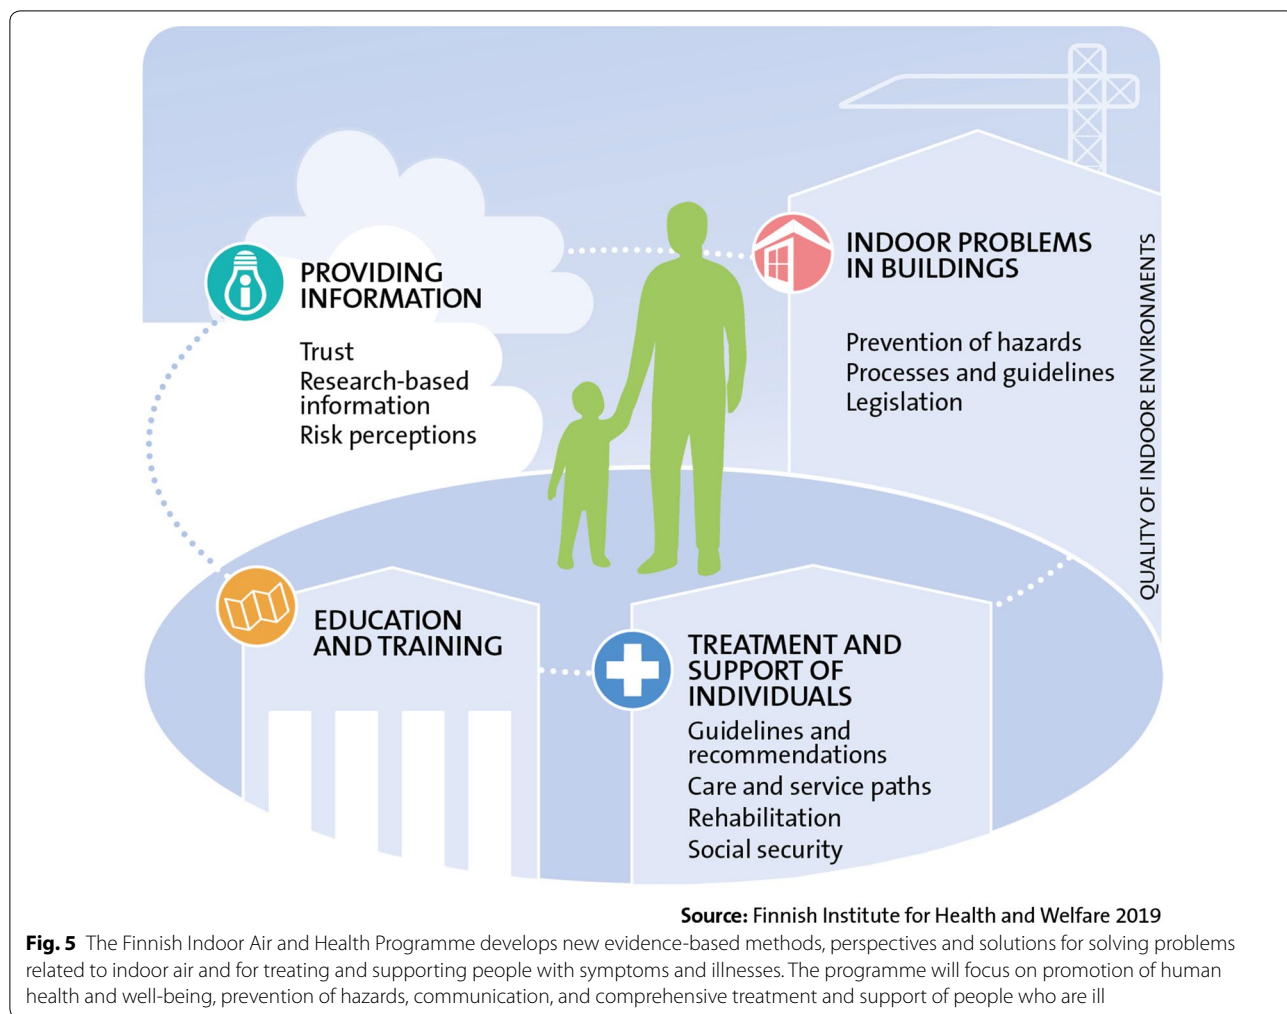 PROVIDING
INFORMATION
Trust
Research-based
information
Risk perceptions
INDOOR PROBLEMS
IN BUILDINGS
Prevention of hazards
Processes and guidelines
Legislation
QUALITY OF INDOOR ENVIRONMENTS
EDUCATION
AND TRAINING
TREATMENT AND
SUPPORT OF
INDIVIDUALS
Guidelines and
recommendations
Care and service paths
Rehabilitation
Social security
Source: Finnish Institute for Health and Welfare 2019
Fig. 5 The Finnish Indoor Air and Health Programme develops new evidence-based methods, perspectives and solutions for solving problems
related to indoor air and for treating and supporting people with symptoms and illnesses. The programme will focus on promotion of human
health and well-being, prevention of hazards, communication, and comprehensive treatment and support of people who are ill